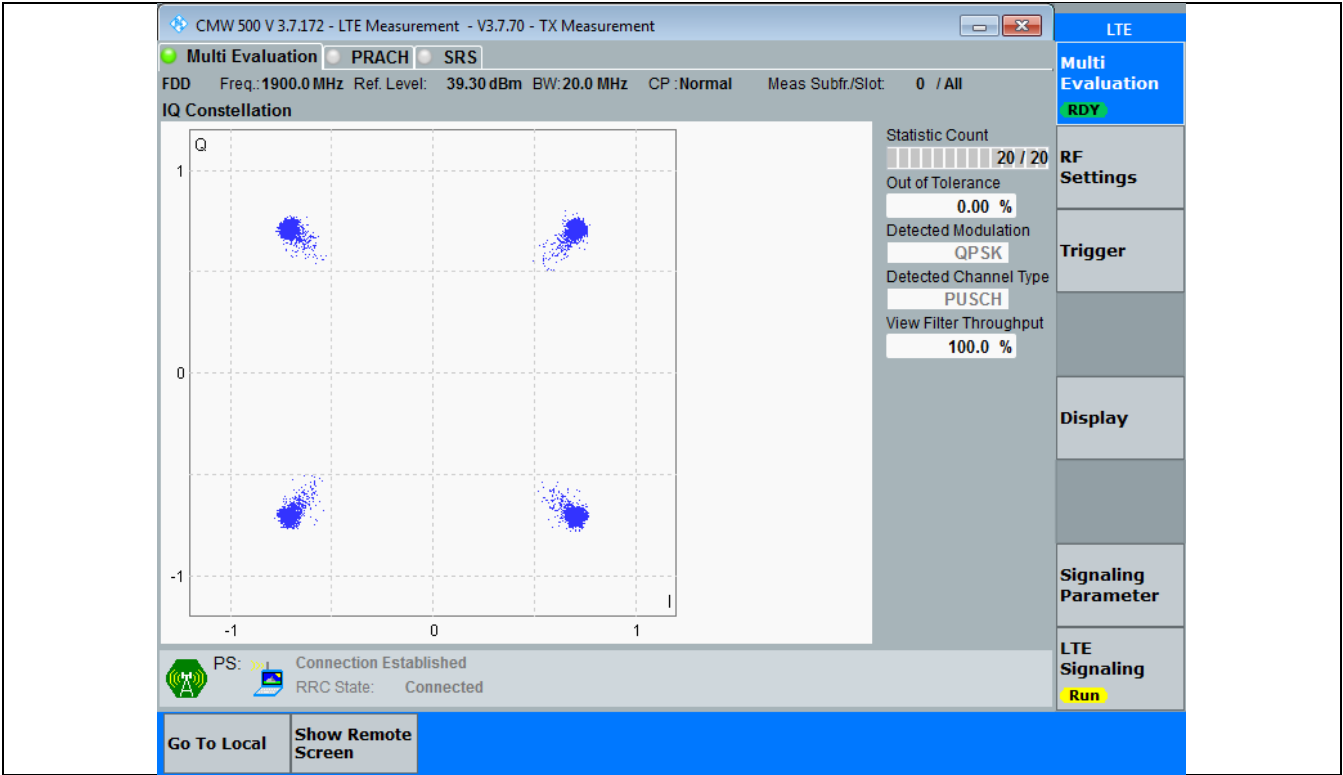 CMW 500 V 3.7.172 - LTE Measurement - V3.7.70 - TX Measurement
LTE
Multi Evaluation PRACH SRS
FDD Freq.:1900.0 MHz Ref. Level: 39.30 dBm BW:20.0 MHz CP :Normal Meas Subfr./Slot: 0 / All
IQ Constellation
Q
1
0
-1
-1
0
1
I
Statistic Count
20 / 20
Out of Tolerance
0.00 %
Detected Modulation
QPSK
Detected Channel Type
PUSCH
View Filter Throughput
100.0 %
Multi
Evaluation
RDY
RF
Settings
Trigger
Display
Signaling
Parameter
LTE
Signaling
Run
PS: Connection Established
RRC State: Connected
Go To Local
Show Remote
Screen